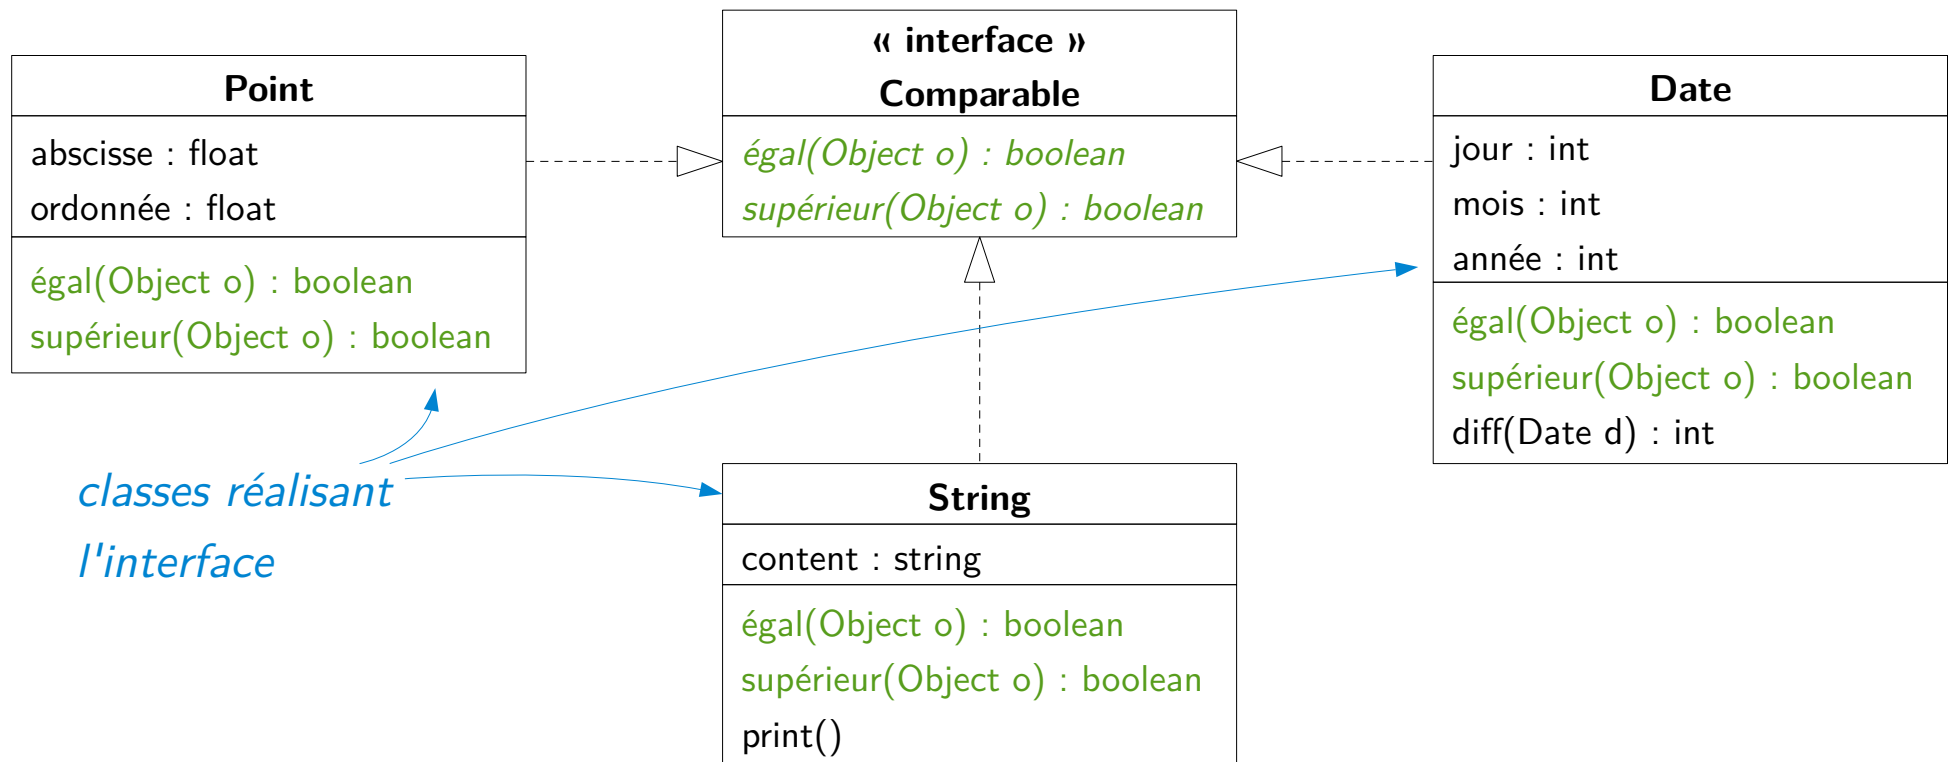 Point
abscisse : float
ordonnée : float
égal(Object o) : boolean
supérieur(Object o) : boolean
« interface »
Comparable
égal(Object o) : boolean
supérieur(Object o) : boolean
Date
jour : int
mois : int
année : int
égal(Object o) : boolean
supérieur(Object o) : boolean
diff(Date d) : int
classes réalisant
l'interface
String
content : string
égal(Object o) : boolean
supérieur(Object o) : boolean
print()